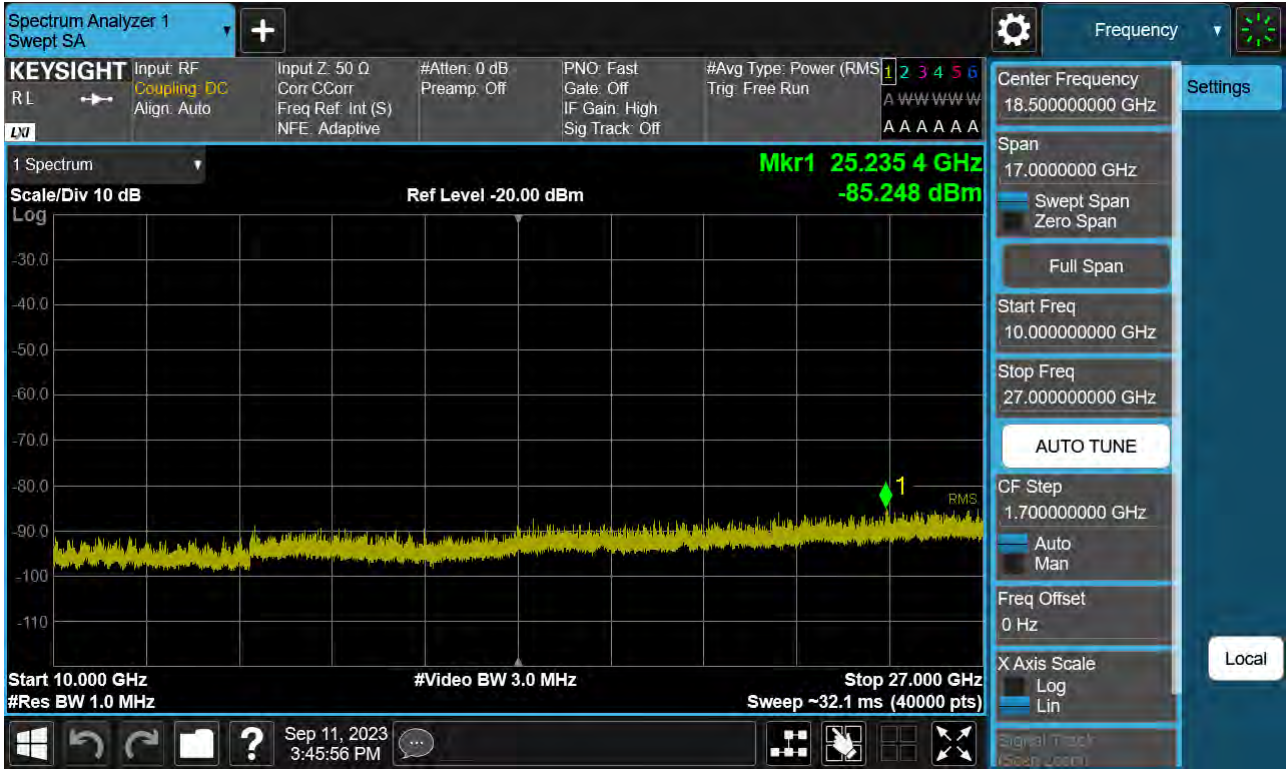 Spectrum Analyzer 1
Swept SA
+
Frequency
KEYSIGHT
RL
LXI
Input: RF
Coupling: DC
Align: Auto
Input Z: 50 Ω
Corr CCorr
Freq Ref: Int (S)
NFE: Adaptive
#Atten: 0 dB
Preamp: Off
PNO: Fast
Gate: Off
IF Gain: High
Sig Track: Off
#Avg Type: Power (RMS
Trig: Free Run
1 2 3 4 5 6
A W W W W W
A A A A A A
1 Spectrum
Scale/Div 10 dB
Log
Ref Level -20.00 dBm
Mkr1 25.235 4 GHz
-85.248 dBm
-30.0
-40.0
-50.0
-60.0
-70.0
-80.0
-90.0
-100
-110
1
RMS
Start 10.000 GHz
#Res BW 1.0 MHz
#Video BW 3.0 MHz
Stop 27.000 GHz
Sweep ~32.1 ms (40000 pts)
Center Frequency
18.500000000 GHz
Span
17.0000000 GHz
Swept Span
Zero Span
Full Span
Start Freq
10.000000000 GHz
Stop Freq
27.000000000 GHz
AUTO TUNE
CF Step
1.700000000 GHz
Auto
Man
Freq Offset
0 Hz
X Axis Scale
Log
Lin
Signal Track
(Span Zoom)
Settings
Local
?
Sep 11, 2023
3:45:56 PM